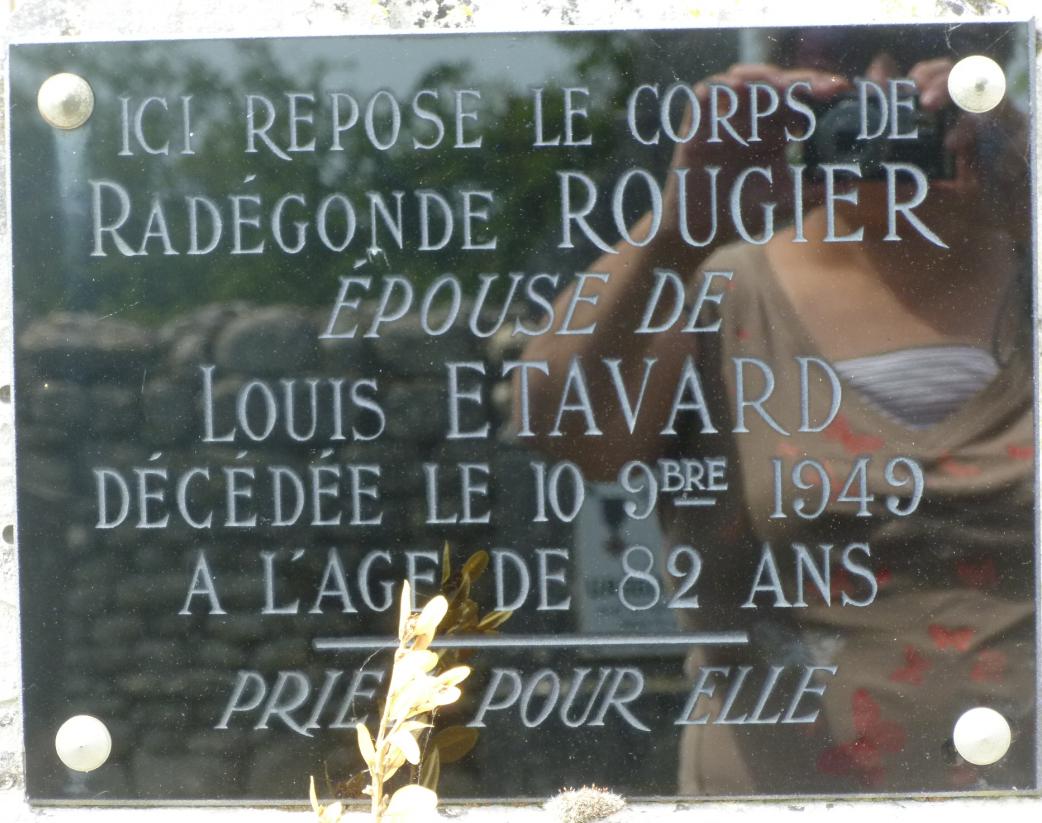 ICI REPOSE LE CORPS DE
RADÉGONDE ROUGIER
ÉPOUSE DE
LOUIS ETAVARD
DÉCÉDÉE LE 10 9BRE 1949
A L'AGE DE 82 ANS
PRIEZ POUR ELLE